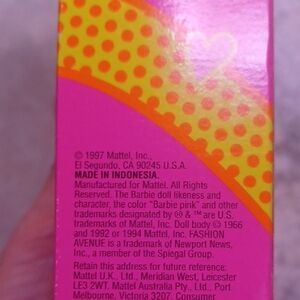 © 1997 Mattel, Inc.,
El Segundo, CA 90245 U.S.A.
MADE IN INDONESIA.
Manufactured for Mattel. All Rights
Reserved. The Barbie doll likeness and
character, the color "Barbie pink" and other
trademarks designated by ® & ™ are U.S.
trademarks of Mattel, Inc. Doll body © 1966
and 1992 or 1994 Mattel, Inc. FASHION
AVENUE is a trademark of Newport News,
Inc., a member of the Spiegal Group.
Retain this address for future reference:
Mattel U.K. Ltd., Meridian West, Leicester
LE3 2WT. Mattel Australia Pty., Ltd., Port
Melbourne, Victoria 3207. Consumer